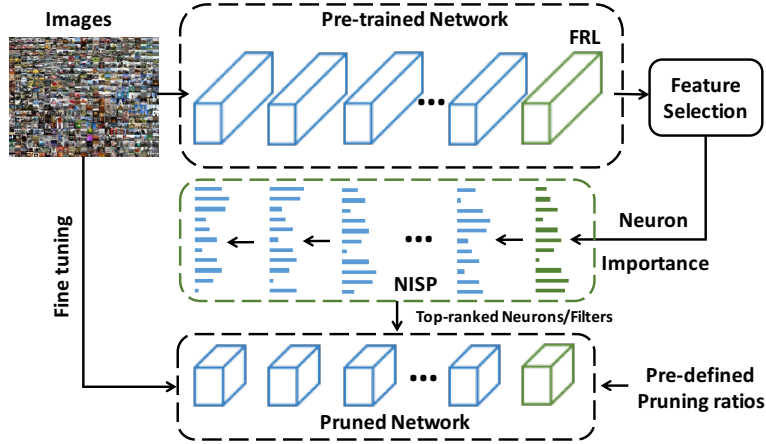 Images
Pre-trained Network
FRL
Feature
Selection
Neuron
Importance
NISP
Fine tuning
Top-ranked Neurons/Filters
Pre-defined
Pruning ratios
Pruned Network